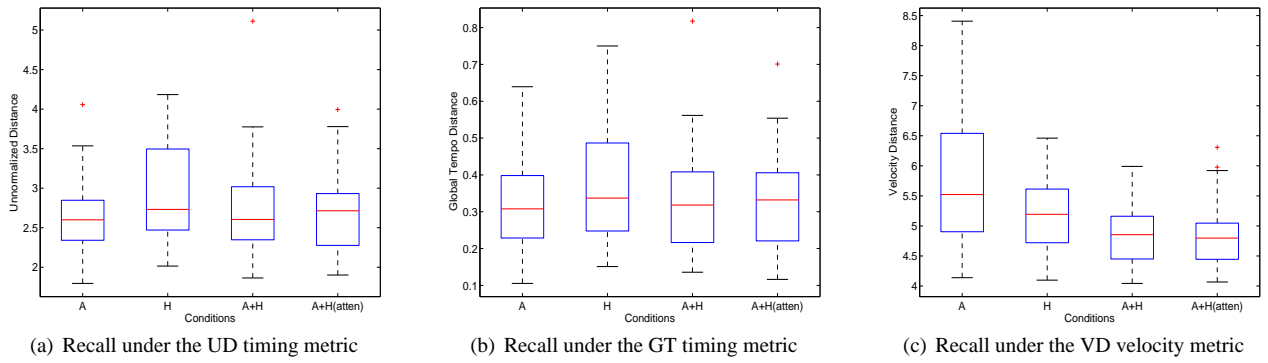 Unnormalized Distance
5
4.5
4
3.5
3
2.5
2
A H A+H A+H(atten)
Conditions
(a) Recall under the UD timing metric
Global Tempo Distance
0.8
0.7
0.6
0.5
0.4
0.3
0.2
0.1
A H A+H A+H(atten)
Conditions
(b) Recall under the GT timing metric
Velocity Distance
8.5
8
7.5
7
6.5
6
5.5
5
4.5
4
A H A+H A+H(atten)
Conditions
(c) Recall under the VD velocity metric